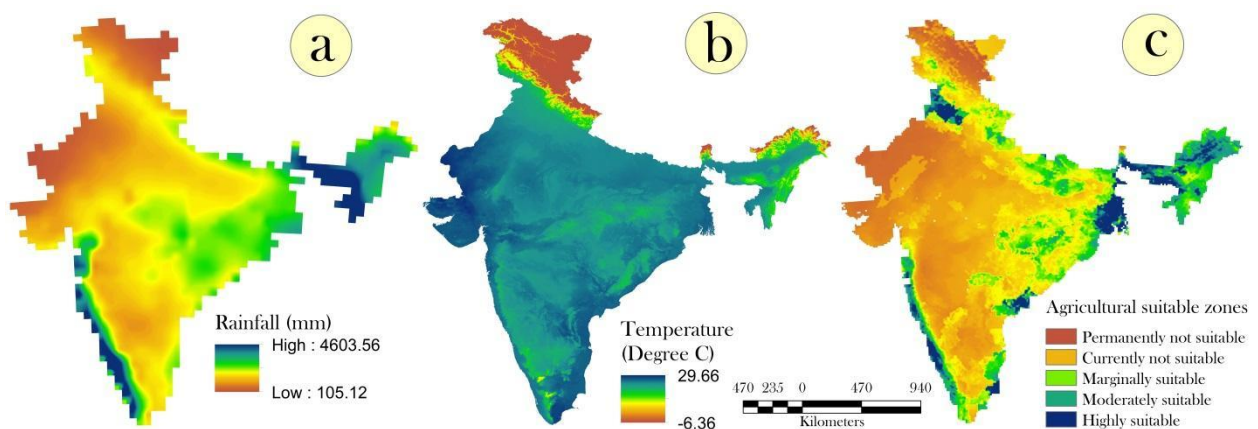 a
Rainfall (mm)
High : 4603.56
Low : 105.12
b
Temperature
(Degree C)
29.66
-6.36
470 235 0 470 940
Kilometers
c
Agricultural suitable zones
Permanently not suitable
Currently not suitable
Marginally suitable
Moderately suitable
Highly suitable